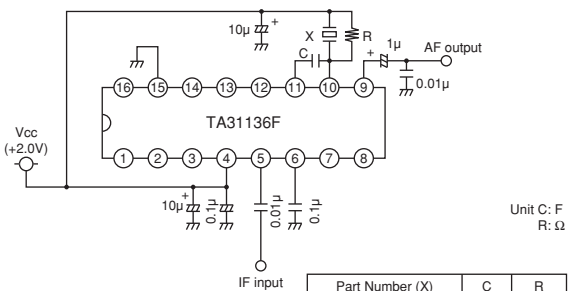 10μ +
X
R
C
+
1μ
AF output
0.01μ
16 15 14 13 12 11 10 9
TA31136F
Vcc
(+2.0V)
1 2 3 4 5 6 7 8
10μ +
0.1μ
0.01μ
0.1μ
Unit C: F
R: Ω
IF input
Part Number (X) C R